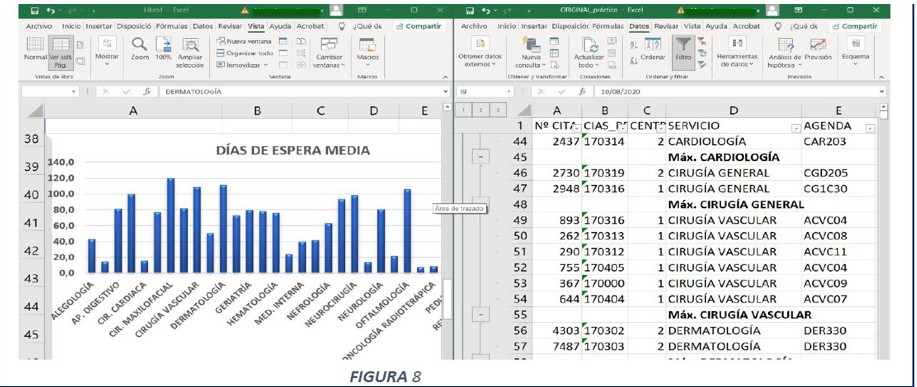 Libro1 - Excel
Archivo Inicio Insertar Disposición Fórmulas Datos Revisar Vista Ayuda Acrobat ¿Qué de Compartir
Normal Ver salt. Pág.
Mostrar
Zoom 100% Ampliar selección
Nueva ventana
Organizar todo
Inmovilizar
Cambiar ventanas
Macros
Vistas de libro Zoom Ventana Macros
DERMATOLOGÍA
A B C D E
38
39
40
41
42
43
44
45
DÍAS DE ESPERA MEDIA
140,0
120,0
100,0
80,0
60,0
40,0
20,0
0,0
ALEGOLOGÍA
AP. DIGESTIVO
CIR. CARDIACA
CIR. MAXILOFACIAL
CIRUGÍA VASCULAR
DERMATOLOGÍA
GERIATRÍA
HEMATOLOGÍA
MED. INTERNA
NEFROLOGÍA
NEUROCIRUGÍA
NEUROLOGÍA
OFTALMOLOGÍA
ONCOLOGÍA RADIOTERÁPICA
Área de trazado
ORIGINAL_práctico - Excel
Archivo Inicio Insertar Disposición Fórmulas Datos Revisar Vista Ayuda Acrobat ¿Qué de Compartir
Obtener datos externos
Nueva consulta
Actualizar todo
Ordenar
Filtro
Herramientas de datos
Análisis de hipótesis
Previsión
Esquema
Obtener y transformar Conexiones Ordenar y filtrar Previsión
I9 10/08/2020
1 2 3
A B C D E
1 Nº CITA CIAS_P CENT SERVICIO AGENDA
44 2437 170314 2 CARDIOLOGÍA CAR203
45 Máx. CARDIOLOGÍA
46 2730 170319 2 CIRUGÍA GENERAL CGD205
47 2948 170316 1 CIRUGÍA GENERAL CG1C30
48 Máx. CIRUGÍA GENERAL
49 893 170316 1 CIRUGÍA VASCULAR ACVC04
50 262 170313 1 CIRUGÍA VASCULAR ACVC08
51 290 170312 1 CIRUGÍA VASCULAR ACVC11
52 755 170405 1 CIRUGÍA VASCULAR ACVC04
53 367 170000 1 CIRUGÍA VASCULAR ACVC09
54 644 170404 1 CIRUGÍA VASCULAR ACVC07
55 Máx. CIRUGÍA VASCULAR
56 4303 170302 2 DERMATOLOGÍA DER330
57 7487 170303 2 DERMATOLOGÍA DER330
FIGURA 8